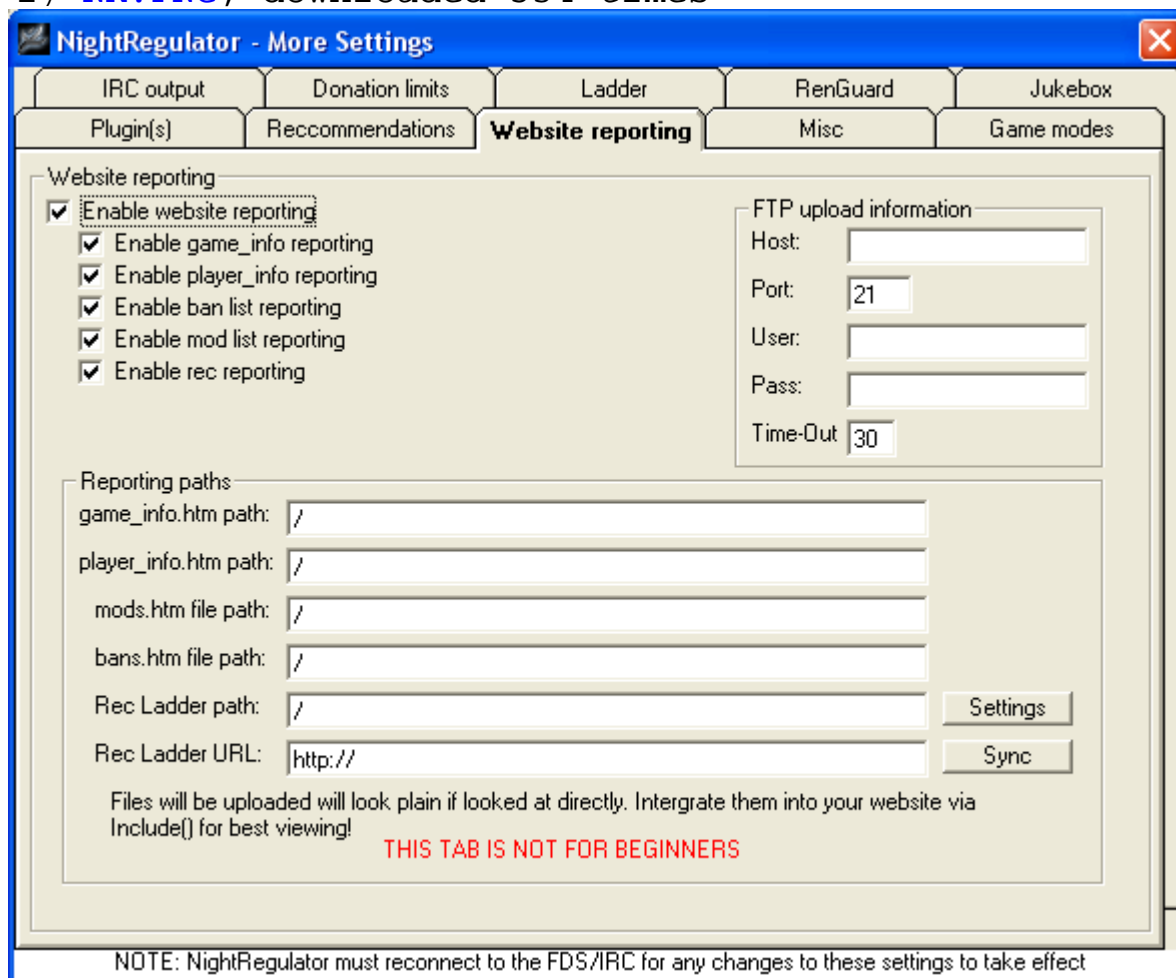 NightRegulator - More Settings
IRC output Donation limits Ladder RenGuard Jukebox
Plugin(s) Reccommendations Website reporting Misc Game modes
Website reporting
Enable website reporting
Enable game_info reporting
Enable player_info reporting
Enable ban list reporting
Enable mod list reporting
Enable rec reporting
FTP upload information
Host:
Port: 21
User:
Pass:
Time-Out 30
Reporting paths
game_info.htm path: /
player_info.htm path: /
mods.htm file path: /
bans.htm file path: /
Rec Ladder path: / Settings
Rec Ladder URL: http:// Sync
Files will be uploaded will look plain if looked at directly. Intergrate them into your website via
Include() for best viewing!
THIS TAB IS NOT FOR BEGINNERS
NOTE: NightRegulator must reconnect to the FDS/IRC for any changes to these settings to take effect